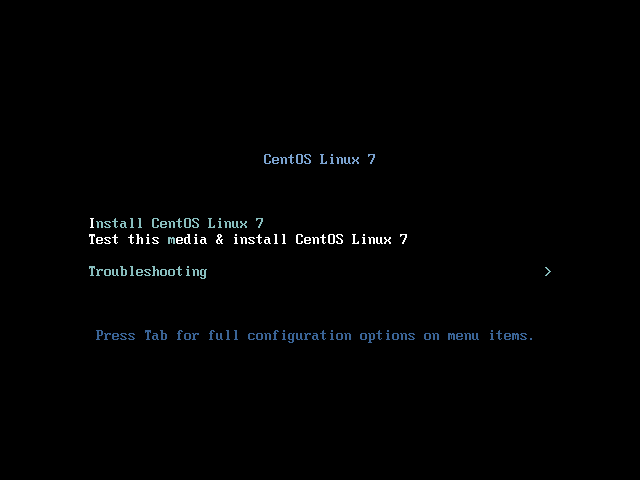 CentOS Linux 7
Install CentOS Linux 7
Test this media & install CentOS Linux 7
Troubleshooting >
Press Tab for full configuration options on menu items.